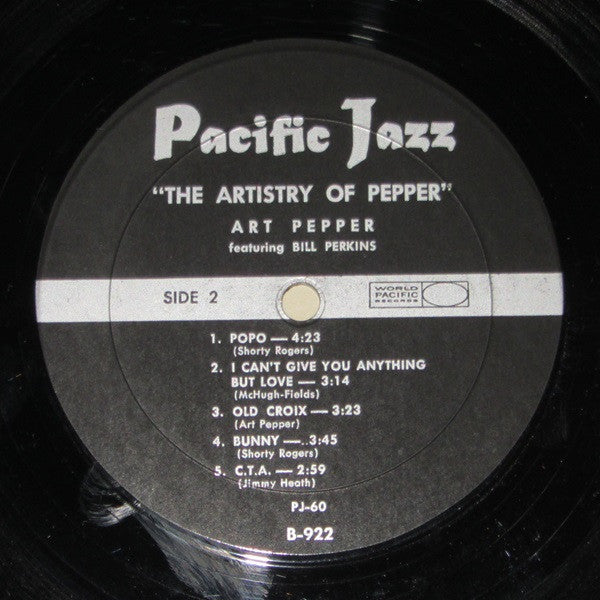 Pacific Jazz
"THE ARTISTRY OF PEPPER"
ART PEPPER
featuring BILL PERKINS
SIDE 2
WORLD
PACIFIC
RECORDS
1. POPO — 4:23
(Shorty Rogers)
2. I CAN'T GIVE YOU ANYTHING
BUT LOVE — 3:14
(McHugh-Fields)
3. OLD CROIX — 3:23
(Art Pepper)
4. BUNNY —..3:45
(Shorty Rogers)
5. C.T.A. — 2:59
(Jimmy Heath)
PJ-60
B-922